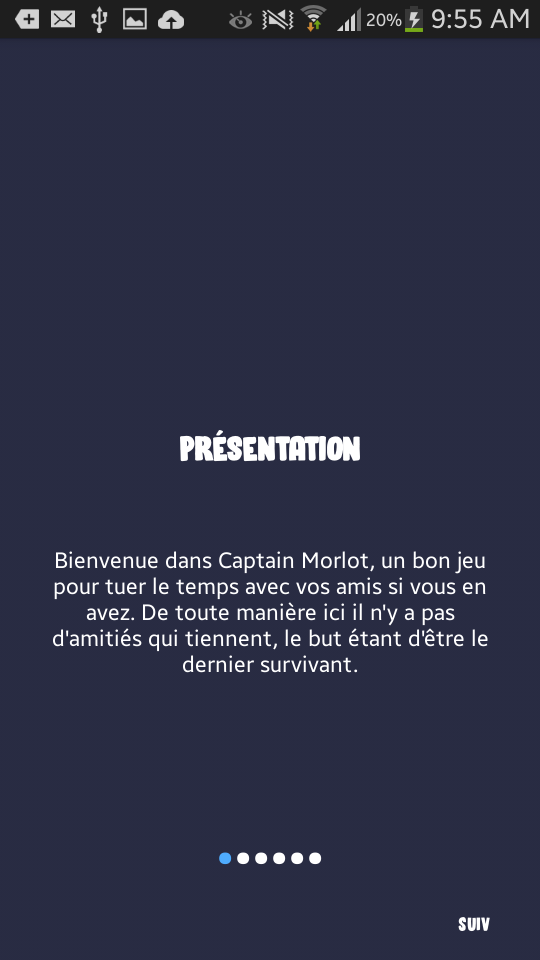 20% 9:55 AM
PRÉSENTATION
Bienvenue dans Captain Morlot, un bon jeu
pour tuer le temps avec vos amis si vous en
avez. De toute manière ici il n'y a pas
d'amitiés qui tiennent, le but étant d'être le
dernier survivant.
SUIV